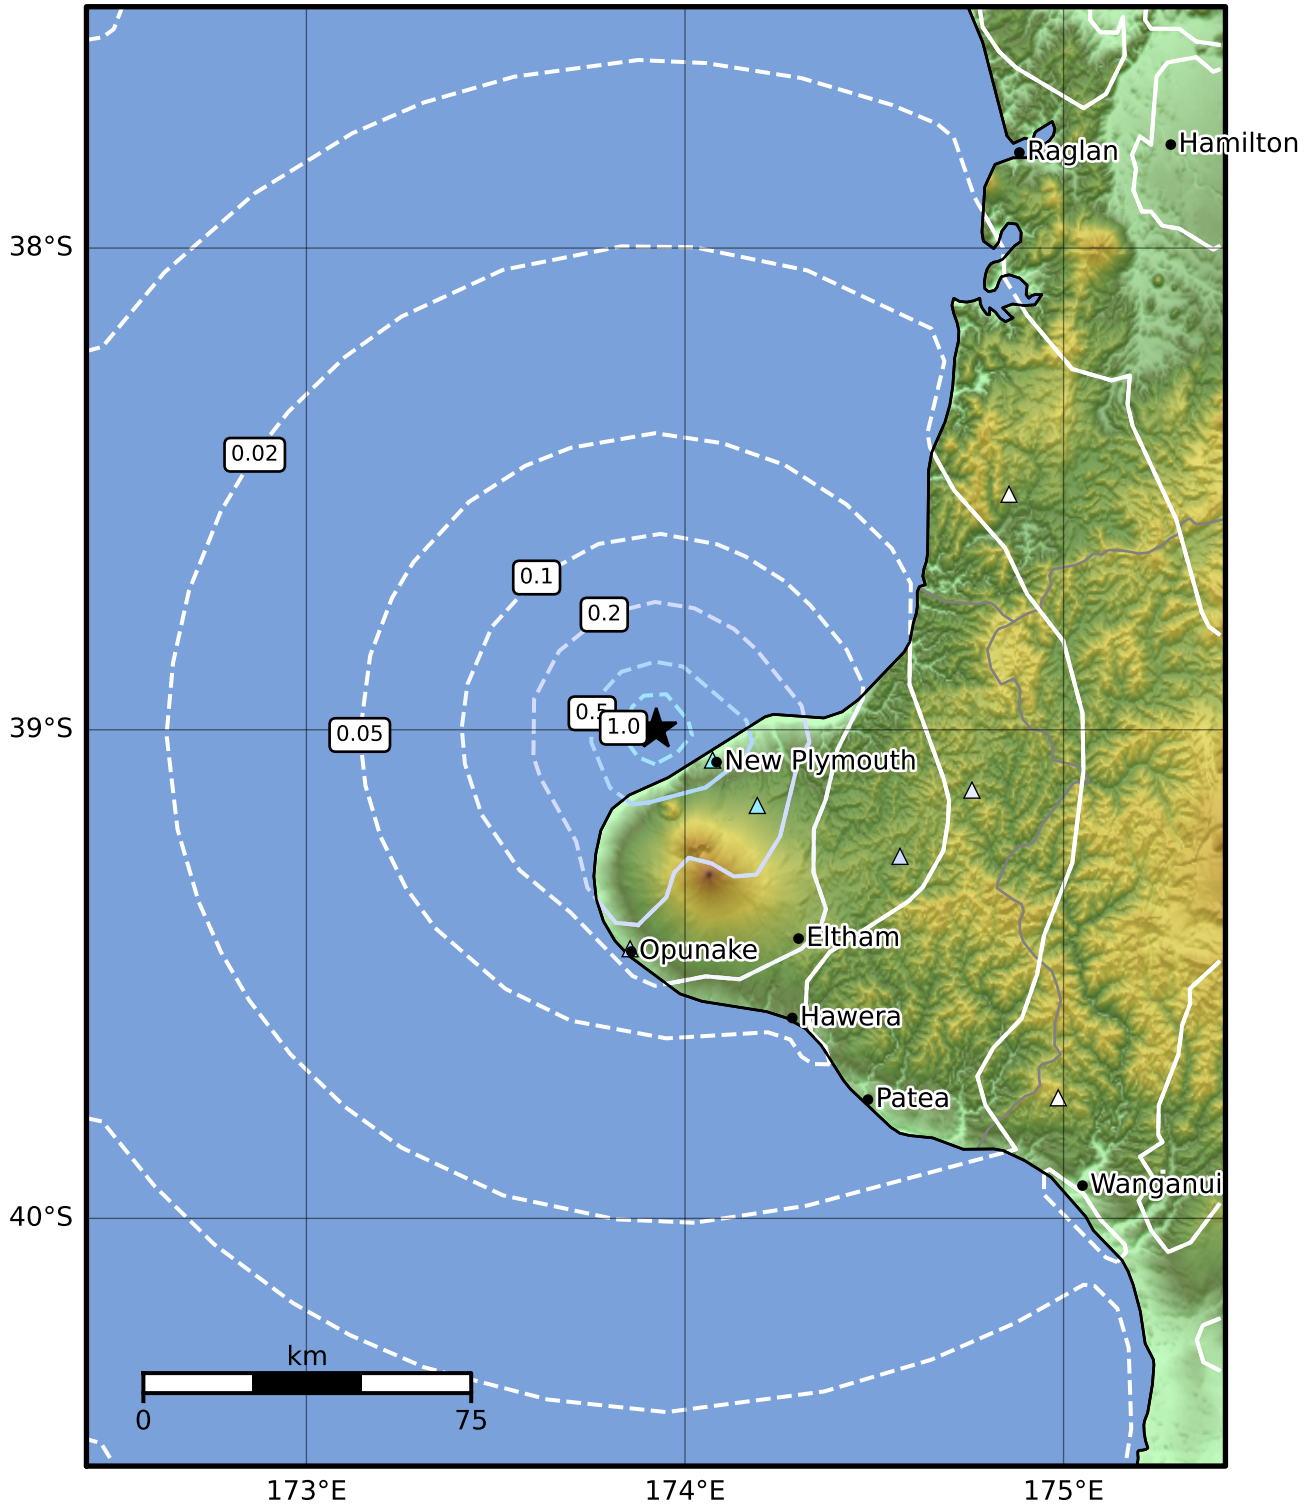 Raglan
Hamilton
38°S
0.02
0.1
0.2
0.5
1.0
0.05
39°S
New Plymouth
Opunake
Eltham
Hawera
Patea
Wanganui
40°S
km
0 75
173°E 174°E 175°E